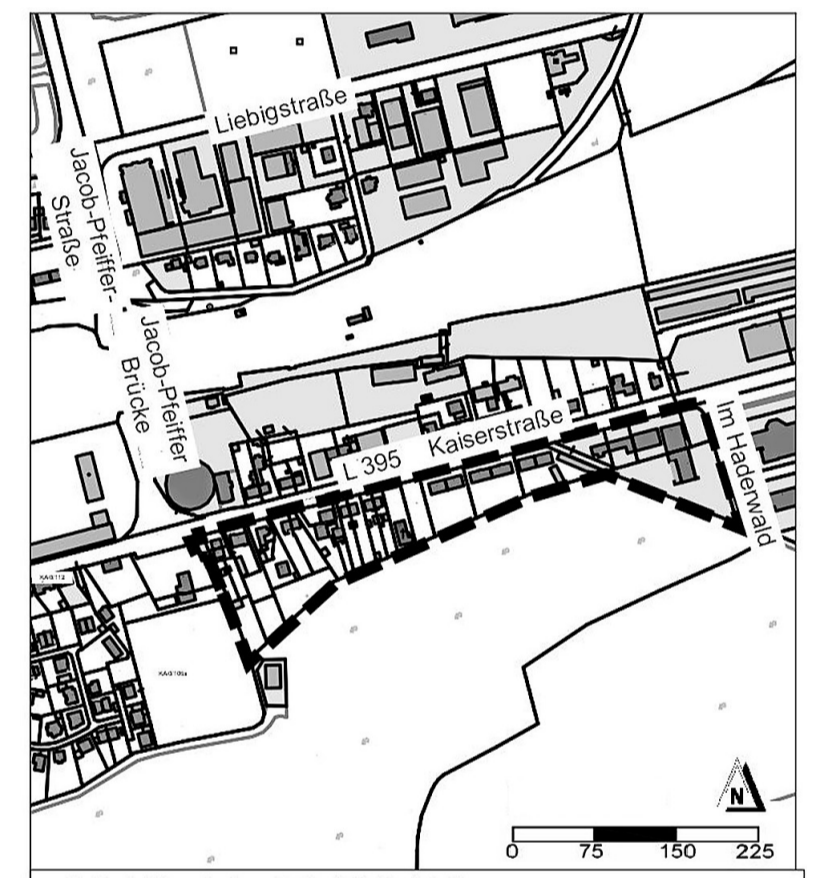 Liebigstraße
Jacob-Pfeiffer-
Straße
Jacob-Pfeiffer
Brücke
L 395 Kaiserstraße
Im Haderwald
N
0 75 150 225